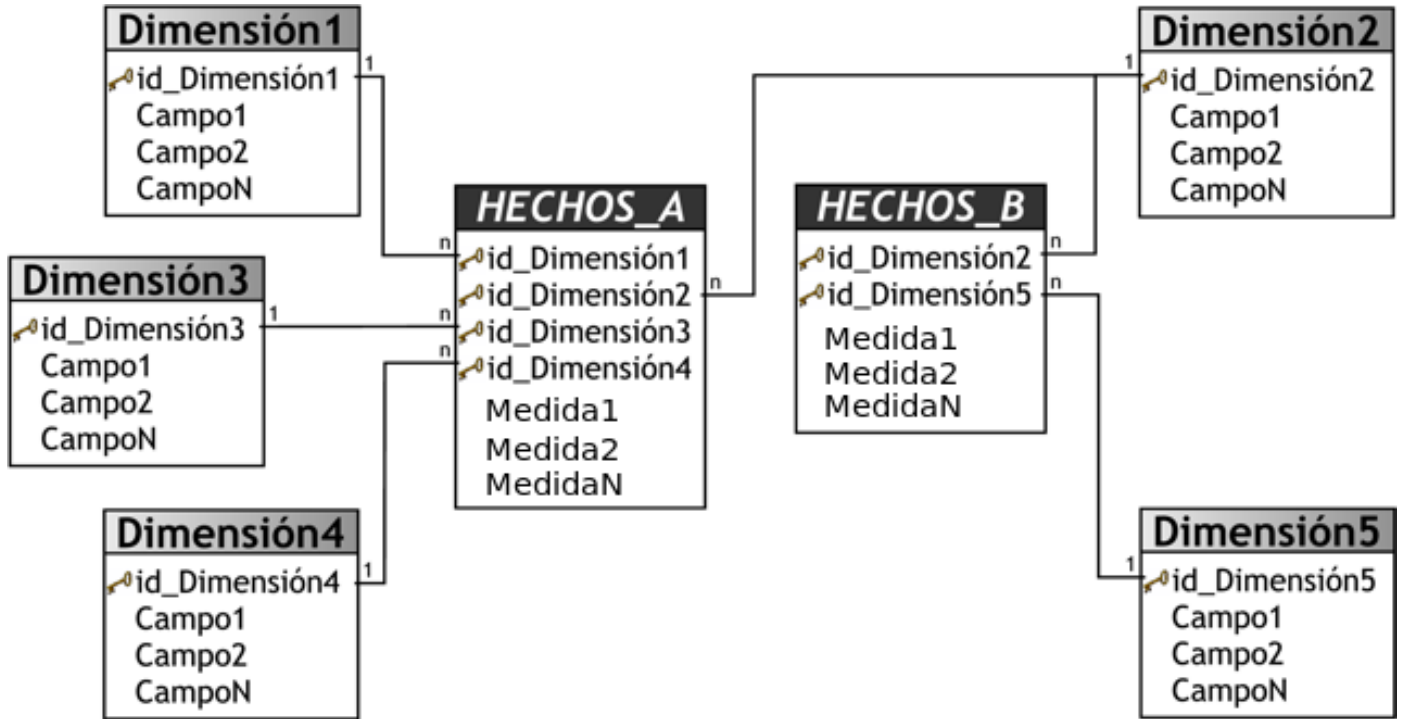 Dimensión1
id_Dimensión1
Campo1
Campo2
CampoN
1
Dimensión3
id_Dimensión3
Campo1
Campo2
CampoN
1
Dimensión4
id_Dimensión4
Campo1
Campo2
CampoN
1
HECHOS_A
n
id_Dimensión1
id_Dimensión2
n
n
id_Dimensión3
n
id_Dimensión4
Medida1
Medida2
MedidaN
HECHOS_B
id_Dimensión2
n
id_Dimensión5
n
Medida1
Medida2
MedidaN
Dimensión2
1
id_Dimensión2
Campo1
Campo2
CampoN
Dimensión5
1
id_Dimensión5
Campo1
Campo2
CampoN